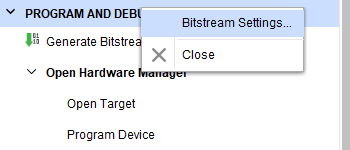 PROGRAM AND DEBU
Bitstream Settings...
Generate Bitstrea
Close
Open Hardware Manager
Open Target
Program Device